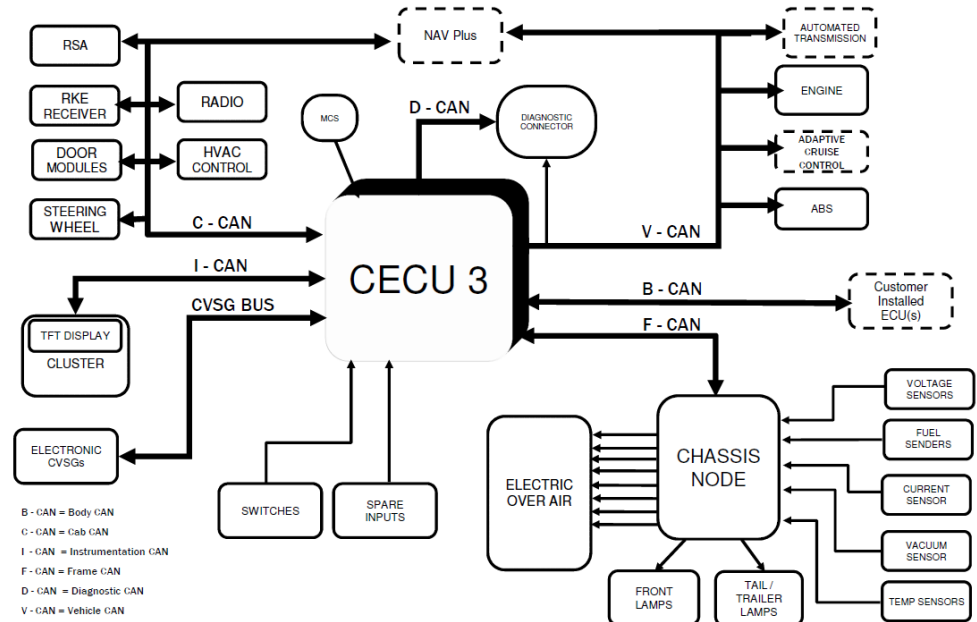 RSA
NAV Plus
AUTOMATED
TRANSMISSION
RKE
RECEIVER
RADIO
MCS
D - CAN
DIAGNOSTIC
CONNECTOR
ENGINE
DOOR
MODULES
HVAC
CONTROL
ADAPTIVE
CRUISE
CONTROL
STEERING
WHEEL
C - CAN
V - CAN
ABS
I - CAN
CECU 3
B - CAN
Customer
Installed
ECU(s)
CVSG BUS
F - CAN
TFT DISPLAY
CLUSTER
ELECTRONIC
CVSGs
SWITCHES
SPARE
INPUTS
ELECTRIC
OVER AIR
CHASSIS
NODE
VOLTAGE
SENSORS
FUEL
SENDERS
CURRENT
SENSOR
VACUUM
SENSOR
TEMP SENSORS
FRONT
LAMPS
TAIL /
TRAILER
LAMPS
B - CAN = Body CAN
C - CAN = Cab CAN
I - CAN = Instrumentation CAN
F - CAN = Frame CAN
D - CAN = Diagnostic CAN
V - CAN = Vehicle CAN